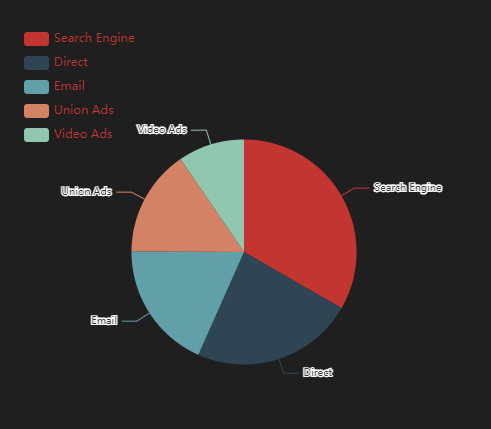 Search Engine
Direct
Email
Union Ads
Video Ads
Video Ads
Search Engine
Union Ads
Email
Direct